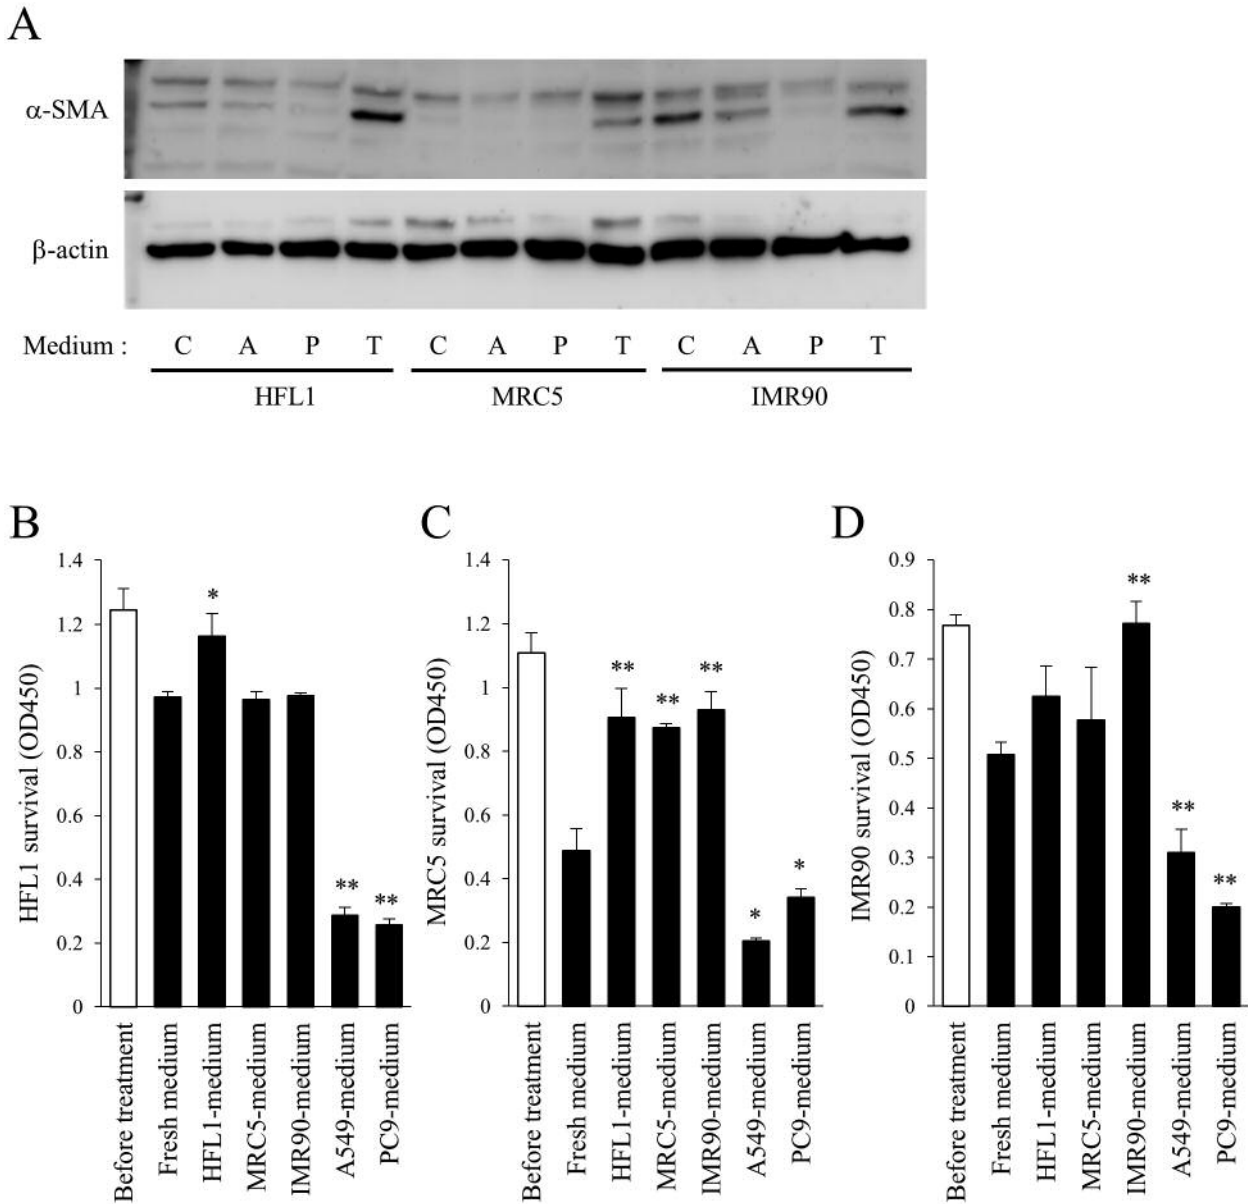 A
α-SMA
β-actin
Medium : C A P T C A P T C A P T
HFL1 MRC5 IMR90
B
HFL1 survival (OD450)
1.4
1.2
1
0.8
0.6
0.4
0.2
0
*
**
**
Before treatment
Fresh medium
HFL1-medium
MRC5-medium
IMR90-medium
A549-medium
PC9-medium
C
MRC5 survival (OD450)
1.4
1.2
1
0.8
0.6
0.4
0.2
0
**
**
**
*
*
Before treatment
Fresh medium
HFL1-medium
MRC5-medium
IMR90-medium
A549-medium
PC9-medium
D
IMR90 survival (OD450)
0.9
0.8
0.7
0.6
0.5
0.4
0.3
0.2
0.1
0
**
**
**
Before treatment
Fresh medium
HFL1-medium
MRC5-medium
IMR90-medium
A549-medium
PC9-medium